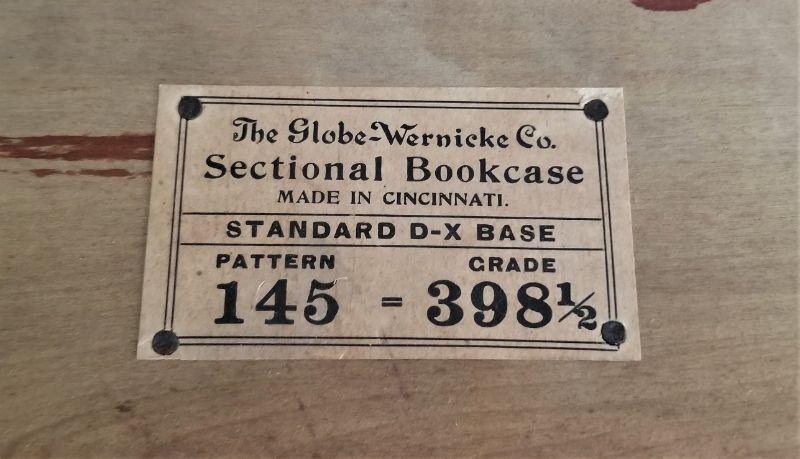 The Globe-Wernicke Co.
Sectional Bookcase
MADE IN CINCINNATI.
STANDARD D-X BASE
PATTERN GRADE
145 = 398½